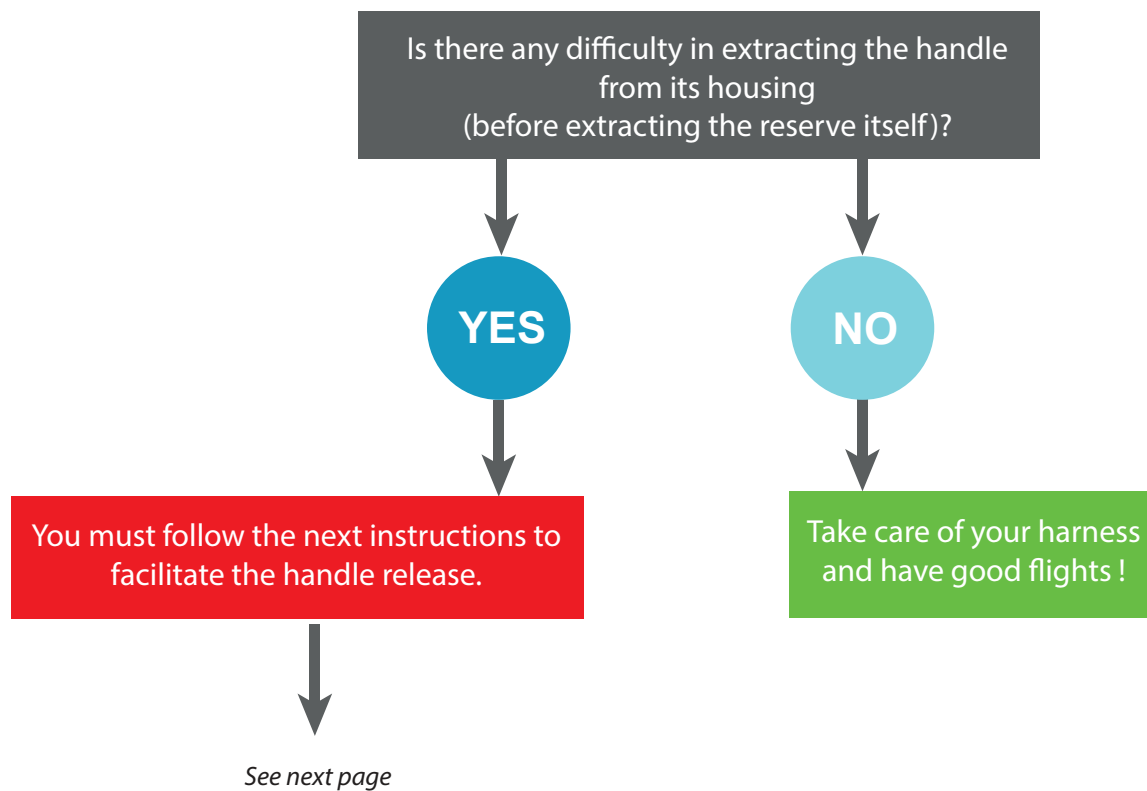 Is there any difficulty in extracting the handle
from its housing
(before extracting the reserve itself)?
YES
NO
You must follow the next instructions to
facilitate the handle release.
Take care of your harness
and have good flights !
See next page